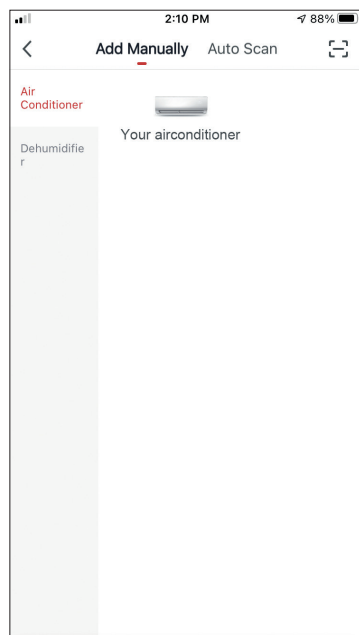 2:10 PM
88%
Add Manually Auto Scan
Air
Conditioner
Your airconditioner
Dehumidifie
r